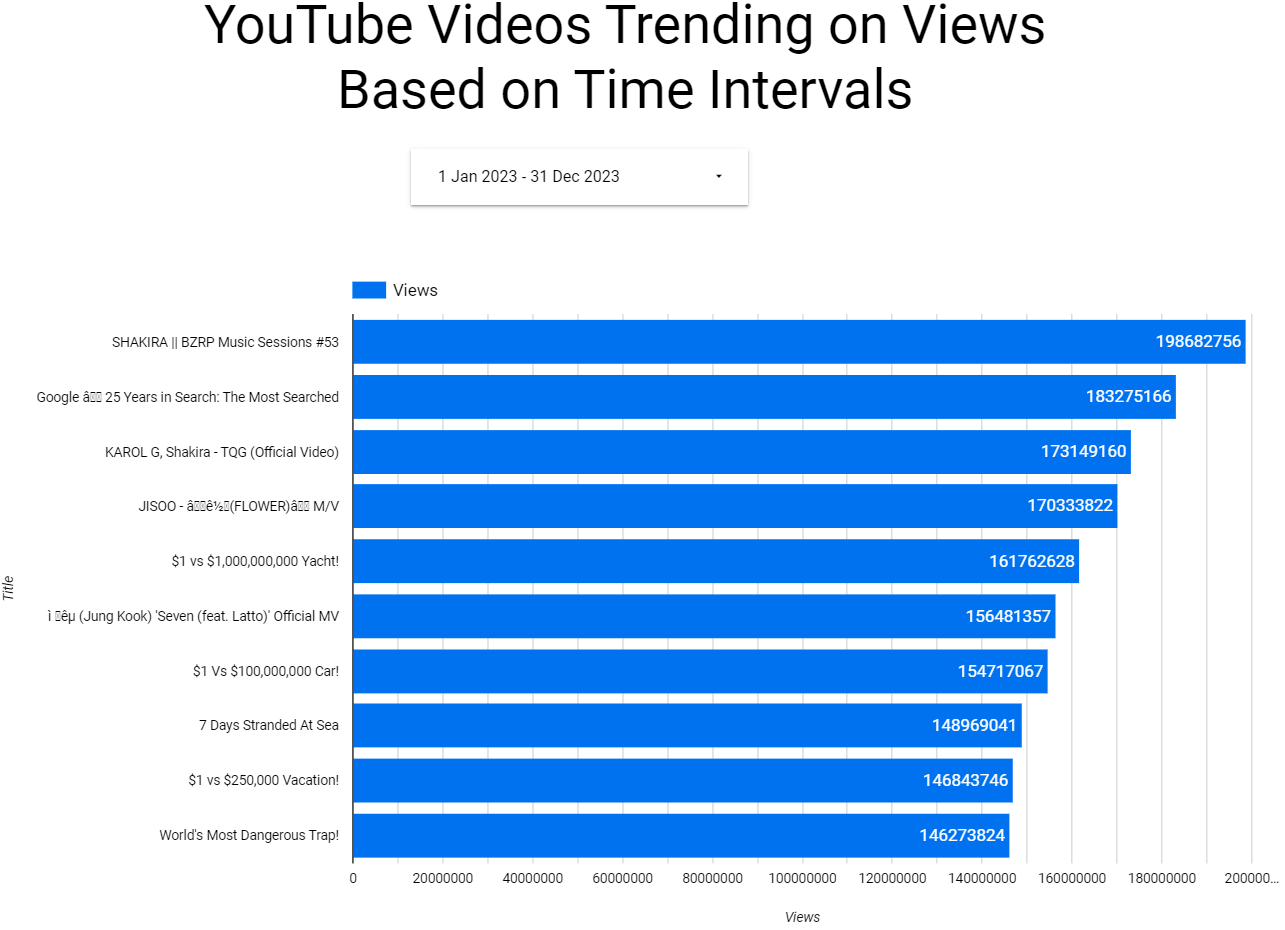 YouTube Videos Trending on Views
Based on Time Intervals
1 Jan 2023 - 31 Dec 2023
Views
SHAKIRA || BZRP Music Sessions #53
198682756
Google â 25 Years in Search: The Most Searched
183275166
KAROL G, Shakira - TQG (Official Video)
173149160
JISOO - âê½(FLOWER)â M/V
170333822
$1 vs $1,000,000,000 Yacht!
161762628
ì êµ (Jung Kook) 'Seven (feat. Latto)' Official MV
156481357
$1 Vs $100,000,000 Car!
154717067
7 Days Stranded At Sea
148969041
$1 vs $250,000 Vacation!
146843746
World's Most Dangerous Trap!
146273824
Title
0 20000000 40000000 60000000 80000000 100000000 120000000 140000000 160000000 180000000 200000...
Views